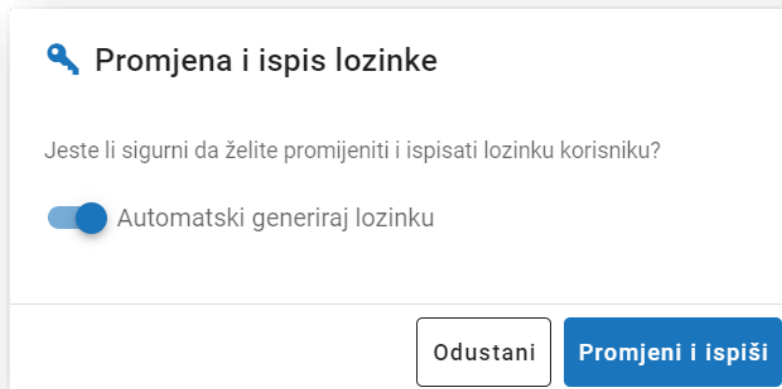 Promjena i ispis lozinke
Jeste li sigurni da želite promijeniti i ispisati lozinku korisniku?
Automatski generiraj lozinku
Odustani
Promjeni i ispiši